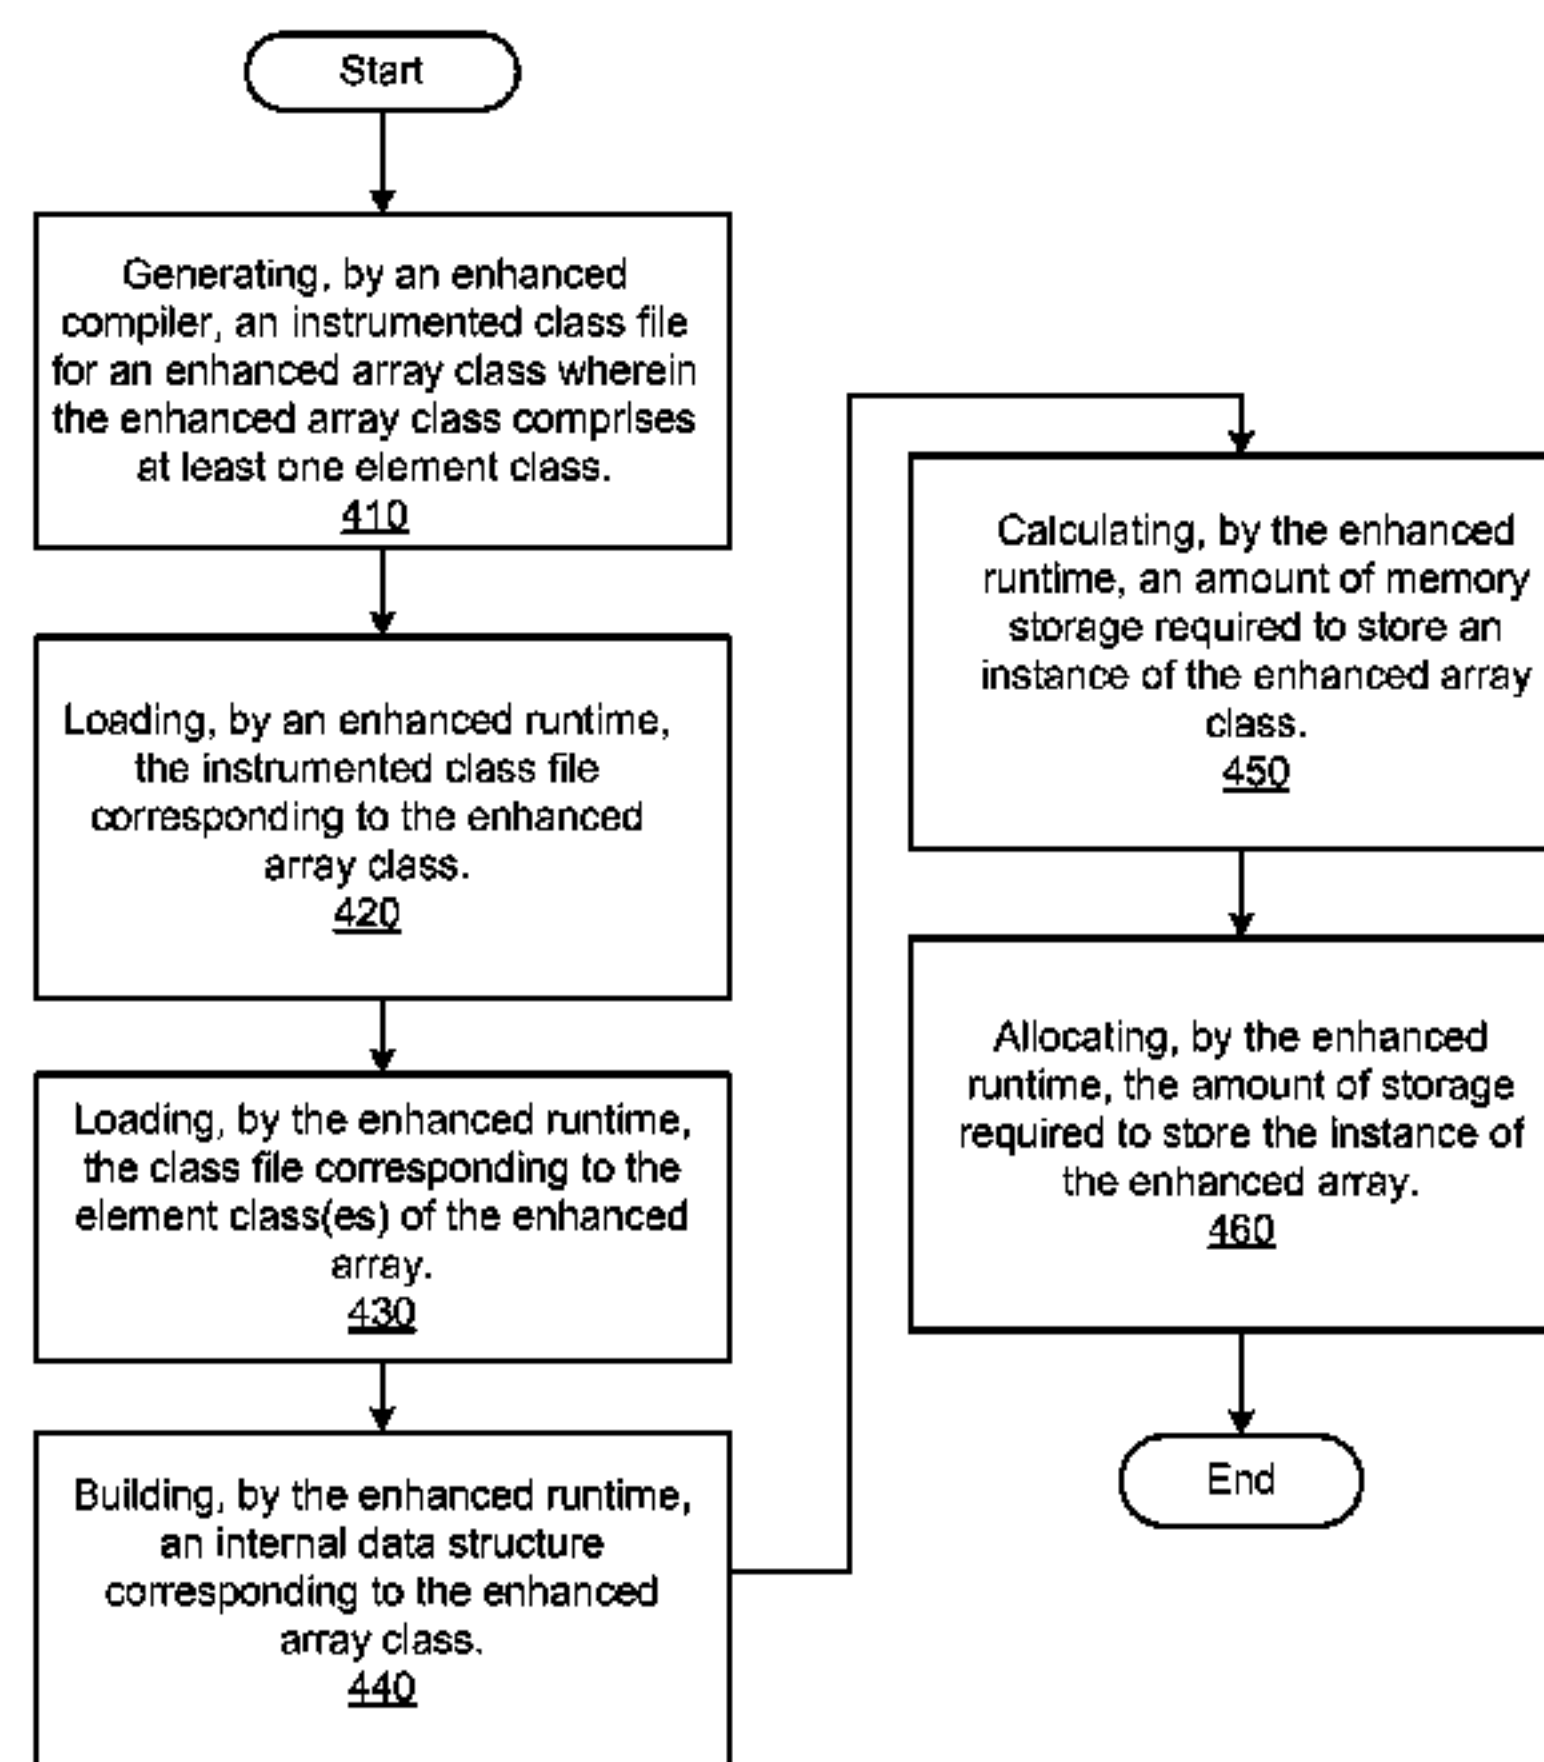 Start
Generating, by an enhanced
compiler, an instrumented class file
for an enhanced array class wherein
the enhanced array class comprises
at least one element class.
410
Loading, by an enhanced runtime,
the instrumented class file
corresponding to the enhanced
array class.
420
Loading, by the enhanced runtime,
the class file corresponding to the
element class(es) of the enhanced
array.
430
Building, by the enhanced runtime,
an internal data structure
corresponding to the enhanced
array class.
440
Calculating, by the enhanced
runtime, an amount of memory
storage required to store an
instance of the enhanced array
class.
450
Allocating, by the enhanced
runtime, the amount of storage
required to store the instance of
the enhanced array.
460
End